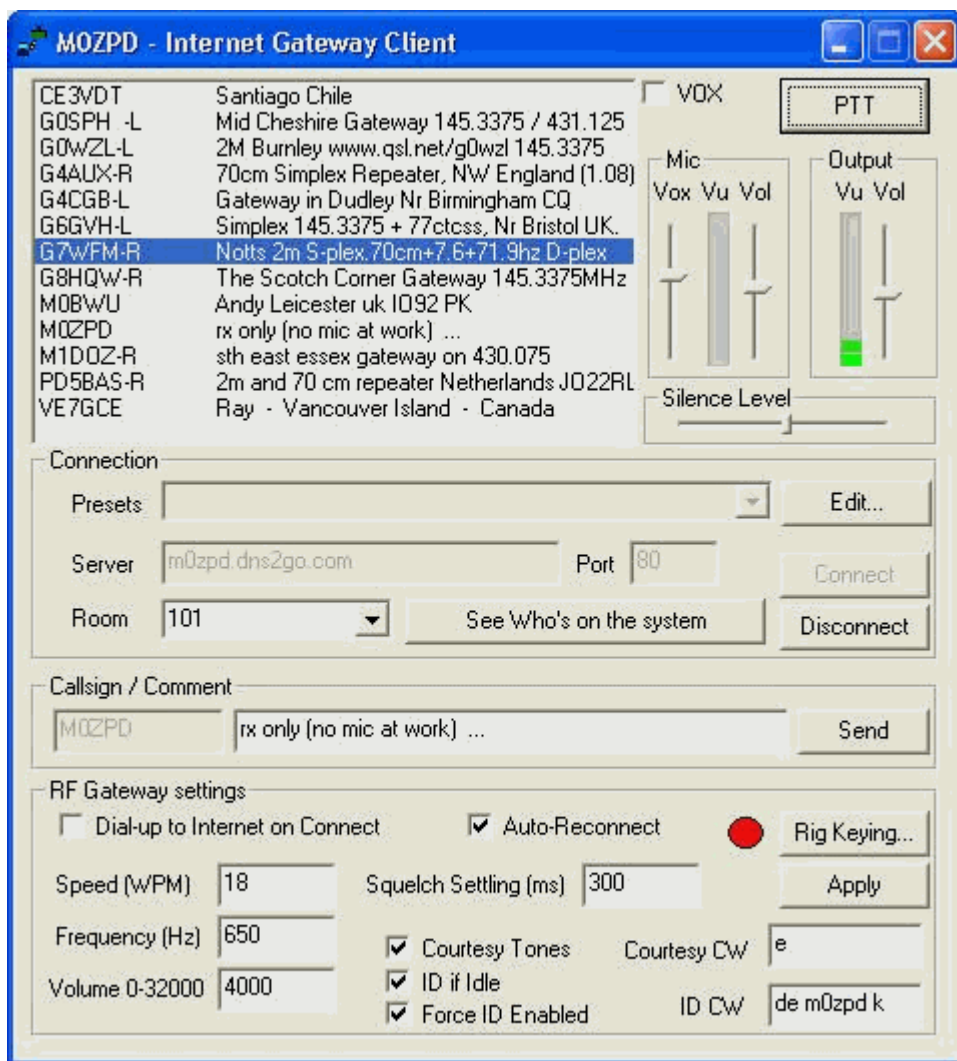 M0ZPD - Internet Gateway Client
CE3VDT Santiago Chile
G0SPH -L Mid Cheshire Gateway 145.3375 / 431.125
G0WZL-L 2M Burnley www.qsl.net/g0wzl 145.3375
G4AUX-R 70cm Simplex Repeater, NW England (1.08)
G4CGB-L Gateway in Dudley Nr Birmingham CQ
G6GVH-L Simplex 145.3375 + 77ctcss, Nr Bristol UK.
G7WFM-R Notts 2m S-plex.70cm+7.6+71.9hz D-plex
G8HQW-R The Scotch Corner Gateway 145.3375MHz
M0BWU Andy Leicester uk IO92 PK
M0ZPD rx only (no mic at work) ...
M1DOZ-R sth east essex gateway on 430.075
PD5BAS-R 2m and 70 cm repeater Netherlands JO22RL
VE7GCE Ray - Vancouver Island - Canada
VOX PTT
Mic Output
Vox Vu Vol Vu Vol
Silence Level
Connection
Presets Edit...
Server m0zpd.dns2go.com Port 80 Connect
Room 101 See Who's on the system Disconnect
Callsign / Comment
M0ZPD rx only (no mic at work) ... Send
RF Gateway settings
Dial-up to Internet on Connect Auto-Reconnect Rig Keying...
Speed (WPM) 18 Squelch Settling (ms) 300 Apply
Frequency (Hz) 650 Courtesy Tones Courtesy CW e
Volume 0-32000 4000 ID if Idle
Force ID Enabled ID CW de m0zpd k